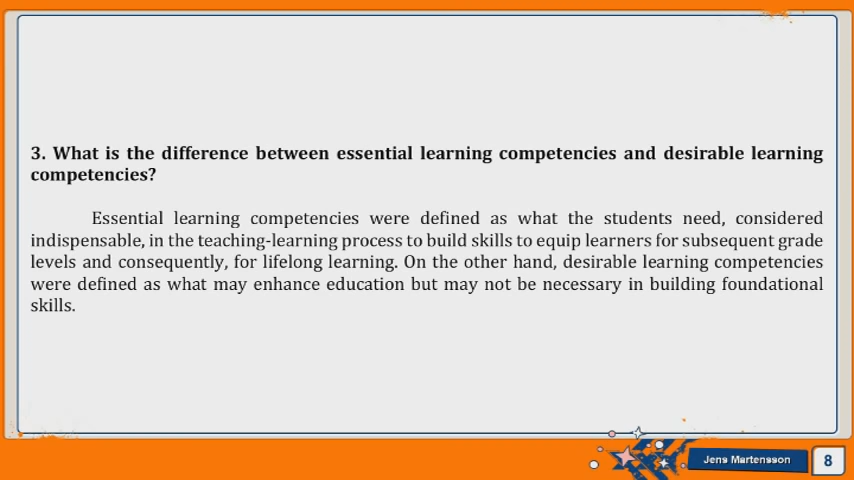 3. What is the difference between essential learning competencies and desirable learning
competencies?
Essential learning competencies were defined as what the students need, considered
indispensable, in the teaching-learning process to build skills to equip learners for subsequent grade
levels and consequently, for lifelong learning. On the other hand, desirable learning competencies
were defined as what may enhance education but may not be necessary in building foundational
skills.
Jens Martensson
8